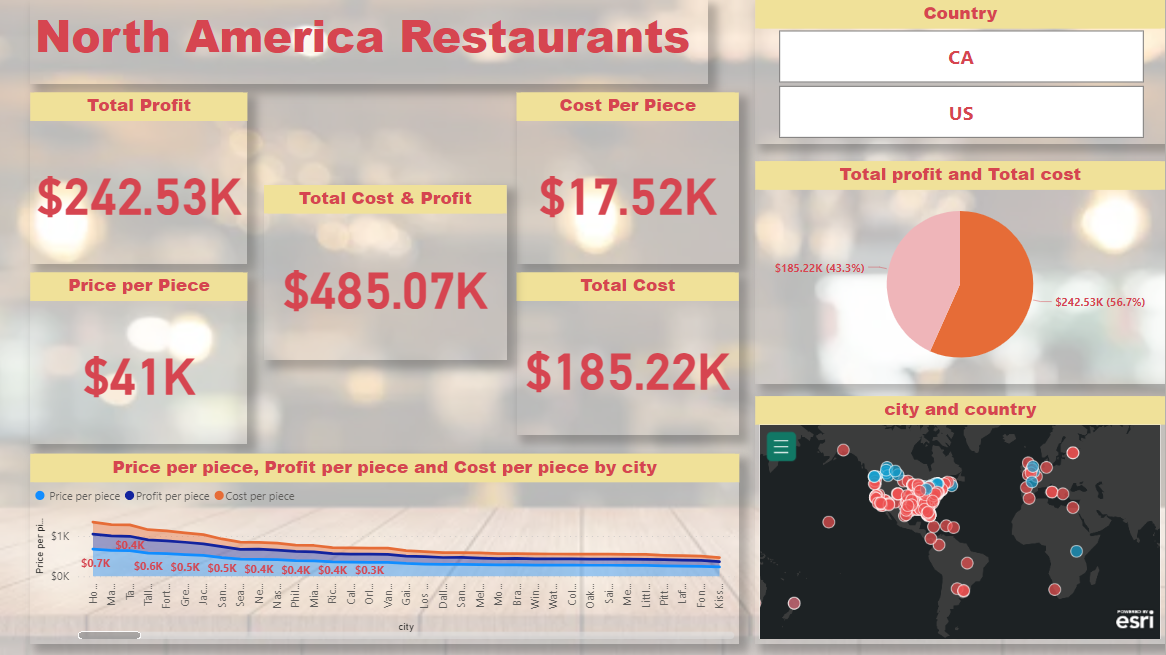 North America Restaurants
Country
CA
US
Total Profit
$242.53K
Total Cost & Profit
$485.07K
Cost Per Piece
$17.52K
Price per Piece
$41K
Total Cost
$185.22K
Total profit and Total cost
$185.22K (43.3%)
$242.53K (56.7%)
Price per piece, Profit per piece and Cost per piece by city
Price per piece Profit per piece Cost per piece
Price per pi...
$1K
$0K
$0.7K
$0.4K
$0.6K
$0.5K
$0.5K
$0.4K
$0.4K
$0.4K
$0.3K
Ho...
Ma...
Ta...
Tall...
Fort...
Gre...
Jac...
San...
Sea...
Ne...
Nas...
Phil...
Mia...
Ric...
Cal...
Orl...
Van...
Gai...
Los ...
Dall...
San...
Mel...
Mo...
Bra...
Win...
Wat...
Col...
Oak...
Sai...
Me...
Littl...
Pitt...
Laf...
Fon...
Kiss...
city
city and country
POWERED BY
esri